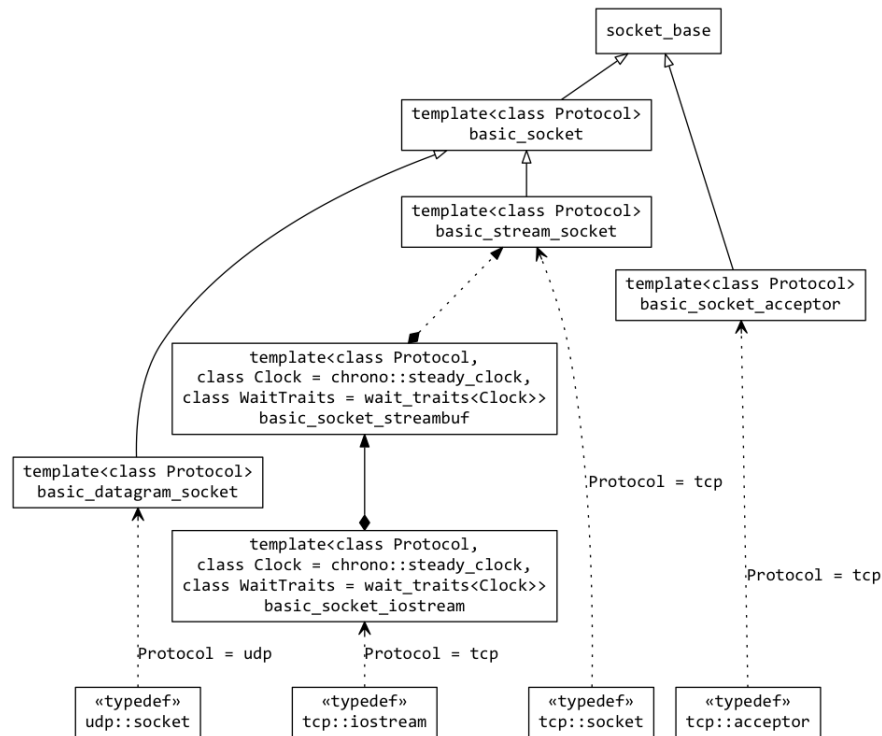 socket_base
template<class Protocol>
basic_socket
template<class Protocol>
basic_stream_socket
template<class Protocol>
basic_socket_acceptor
template<class Protocol,
class Clock = chrono::steady_clock,
class WaitTraits = wait_traits<Clock>>
basic_socket_streambuf
template<class Protocol>
basic_datagram_socket
Protocol = tcp
template<class Protocol,
class Clock = chrono::steady_clock,
class WaitTraits = wait_traits<Clock>>
basic_socket_iostream
Protocol = tcp
Protocol = udp
Protocol = tcp
«typedef»
udp::socket
«typedef»
tcp::iostream
«typedef»
tcp::socket
«typedef»
tcp::acceptor